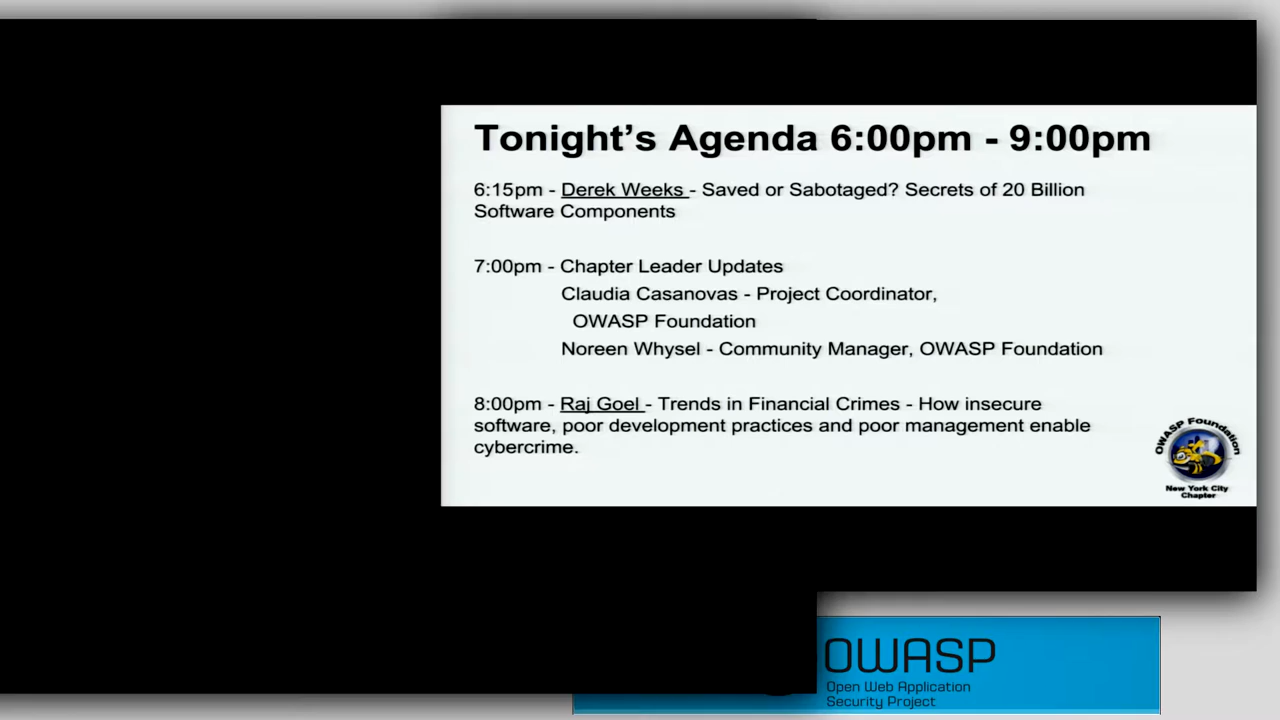 Tonight's Agenda 6:00pm - 9:00pm
6:15pm - Derek Weeks - Saved or Sabotaged? Secrets of 20 Billion
Software Components
7:00pm - Chapter Leader Updates
Claudia Casanovas - Project Coordinator,
OWASP Foundation
Noreen Whysel - Community Manager, OWASP Foundation
8:00pm - Raj Goel - Trends in Financial Crimes - How insecure
software, poor development practices and poor management enable
cybercrime.
OWASP Foundation
New York City
Chapter
OWASP
Open Web Application
Security Project